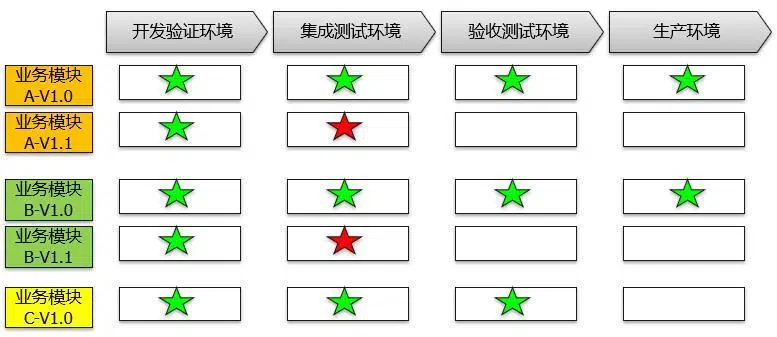 开发验证环境
集成测试环境
验收测试环境
生产环境
业务模块
A-V1.0
业务模块
A-V1.1
业务模块
B-V1.0
业务模块
B-V1.1
业务模块
C-V1.0